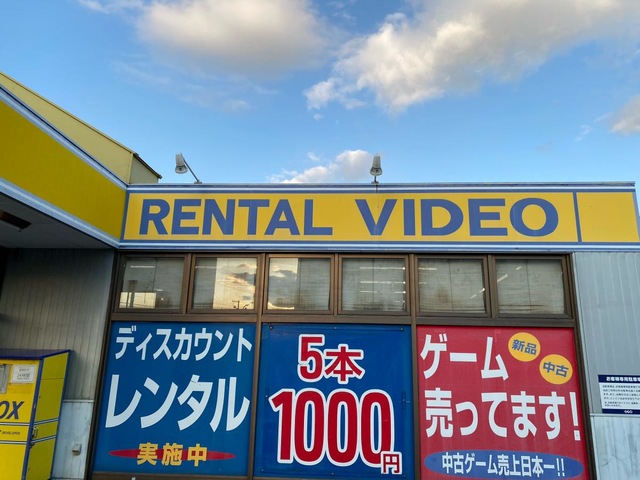 RENTAL VIDEO
ディスカウント
レンタル
実施中
5本
1000円
ゲーム
新品
中古
売ってます!
中古ゲーム売上日本一!!
OX